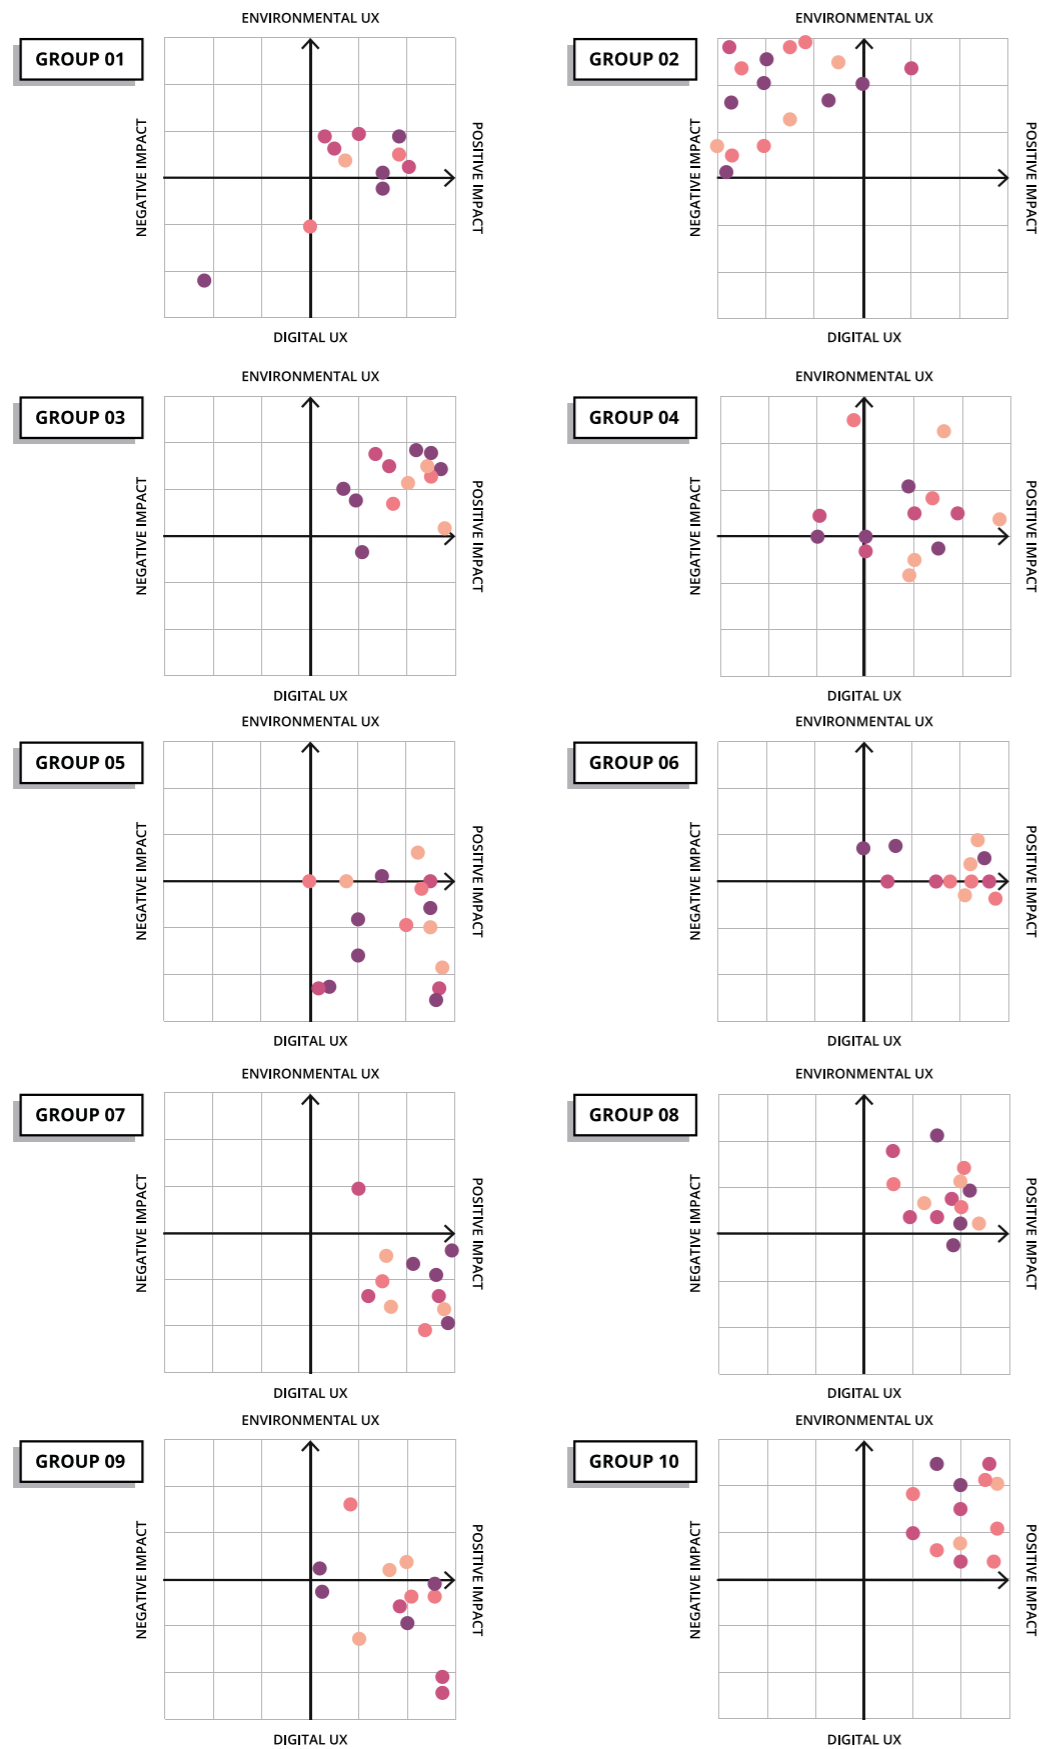 ENVIRONMENTAL UX
GROUP 01
NEGATIVE IMPACT
POSITIVE IMPACT
DIGITAL UX
ENVIRONMENTAL UX
GROUP 02
NEGATIVE IMPACT
POSITIVE IMPACT
DIGITAL UX
ENVIRONMENTAL UX
GROUP 03
NEGATIVE IMPACT
POSITIVE IMPACT
DIGITAL UX
ENVIRONMENTAL UX
GROUP 04
NEGATIVE IMPACT
POSITIVE IMPACT
DIGITAL UX
ENVIRONMENTAL UX
GROUP 05
NEGATIVE IMPACT
POSITIVE IMPACT
DIGITAL UX
ENVIRONMENTAL UX
GROUP 06
NEGATIVE IMPACT
POSITIVE IMPACT
DIGITAL UX
ENVIRONMENTAL UX
GROUP 07
NEGATIVE IMPACT
POSITIVE IMPACT
DIGITAL UX
ENVIRONMENTAL UX
GROUP 08
NEGATIVE IMPACT
POSITIVE IMPACT
DIGITAL UX
ENVIRONMENTAL UX
GROUP 09
NEGATIVE IMPACT
POSITIVE IMPACT
DIGITAL UX
ENVIRONMENTAL UX
GROUP 10
NEGATIVE IMPACT
POSITIVE IMPACT
DIGITAL UX